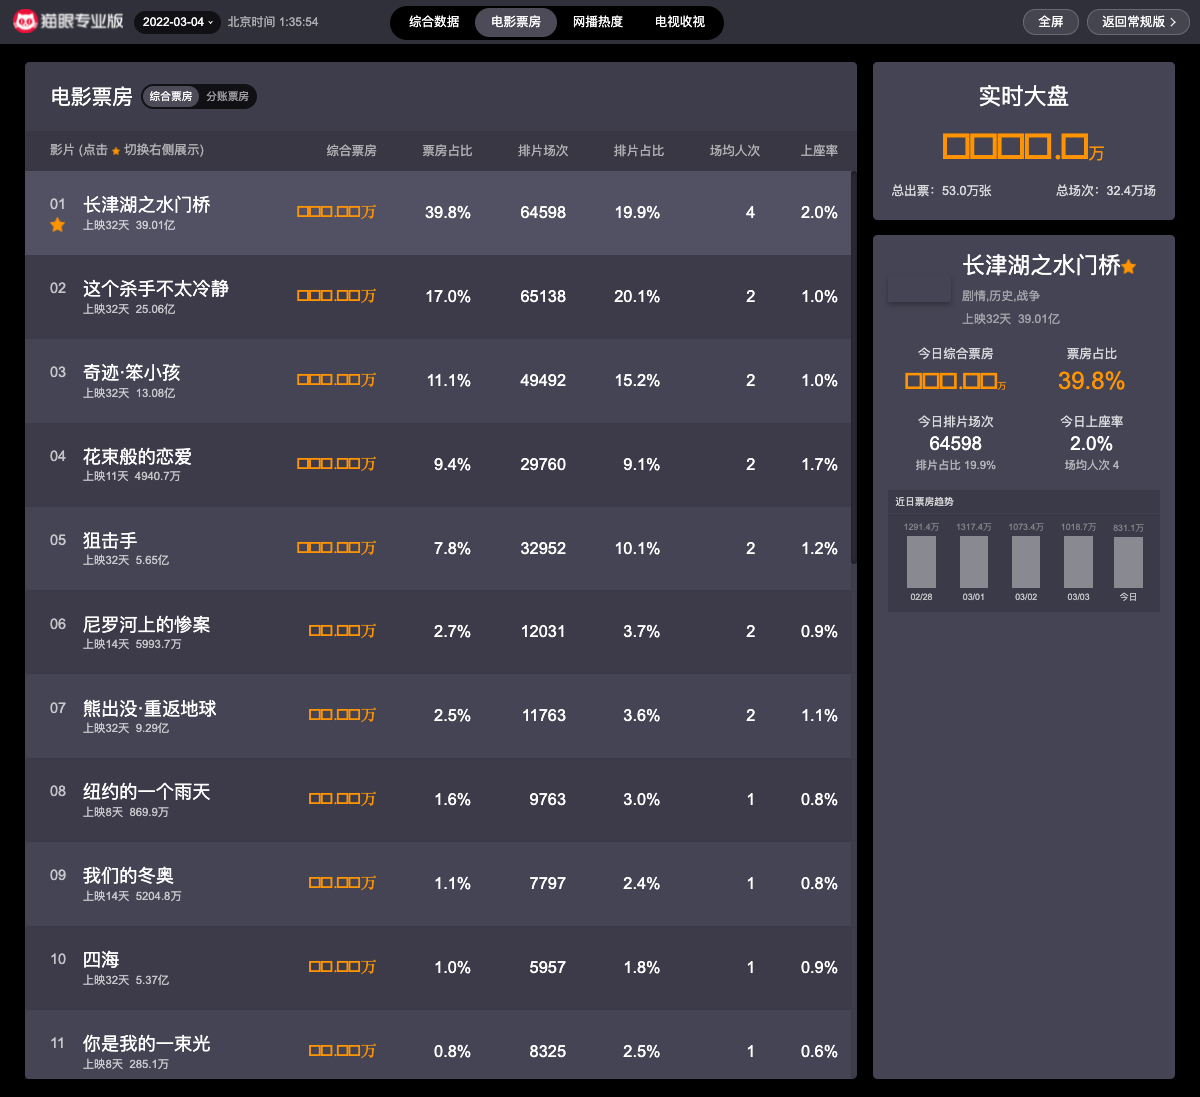 猫眼专业版
2022-03-04
北京时间 1:35:54
综合数据
电影票房
网播热度
电视收视
全屏
返回常规版
电影票房
综合票房
分账票房
影片 (点击 ★ 切换右侧展示)
综合票房
票房占比
排片场次
排片占比
场均人次
上座率
01
长津湖之水门桥
上映32天 39.01亿
□□□.□□万
39.8%
64598
19.9%
4
2.0%
02
这个杀手不太冷静
上映32天 25.06亿
□□□.□□万
17.0%
65138
20.1%
2
1.0%
03
奇迹·笨小孩
上映32天 13.08亿
□□□.□□万
11.1%
49492
15.2%
2
1.0%
04
花束般的恋爱
上映11天 4940.7万
□□□.□□万
9.4%
29760
9.1%
2
1.7%
05
狙击手
上映32天 5.65亿
□□□.□□万
7.8%
32952
10.1%
2
1.2%
06
尼罗河上的惨案
上映14天 5993.7万
□□.□□万
2.7%
12031
3.7%
2
0.9%
07
熊出没·重返地球
上映32天 9.29亿
□□.□□万
2.5%
11763
3.6%
2
1.1%
08
纽约的一个雨天
上映8天 869.9万
□□.□□万
1.6%
9763
3.0%
1
0.8%
09
我们的冬奥
上映14天 5204.8万
□□.□□万
1.1%
7797
2.4%
1
0.8%
10
四海
上映32天 5.37亿
□□.□□万
1.0%
5957
1.8%
1
0.9%
11
你是我的一束光
上映8天 285.1万
□□.□□万
0.8%
8325
2.5%
1
0.6%
实时大盘
□□□□.□万
总出票：53.0万张
总场次：32.4万场
长津湖之水门桥
剧情,历史,战争
上映32天 39.01亿
今日综合票房
□□□.□□万
票房占比
39.8%
今日排片场次
64598
排片占比 19.9%
今日上座率
2.0%
场均人次 4
近日票房趋势
1291.4万
1317.4万
1073.4万
1018.7万
831.1万
02/28
03/01
03/02
03/03
今日